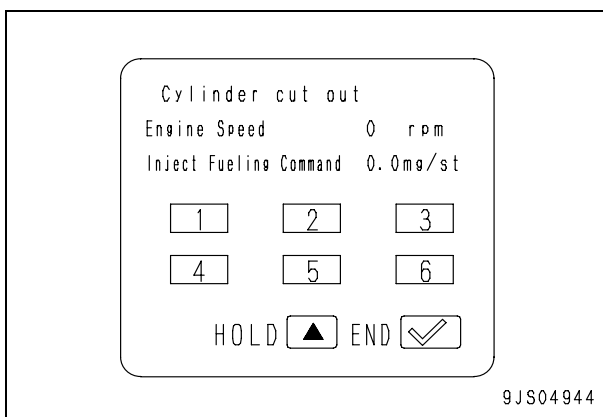 Cylinder cut out
Engine Speed 0 rpm
Inject Fueling Command 0.0mg/st
1 2 3
4 5 6
HOLD ▲ END ✓
9JS04944